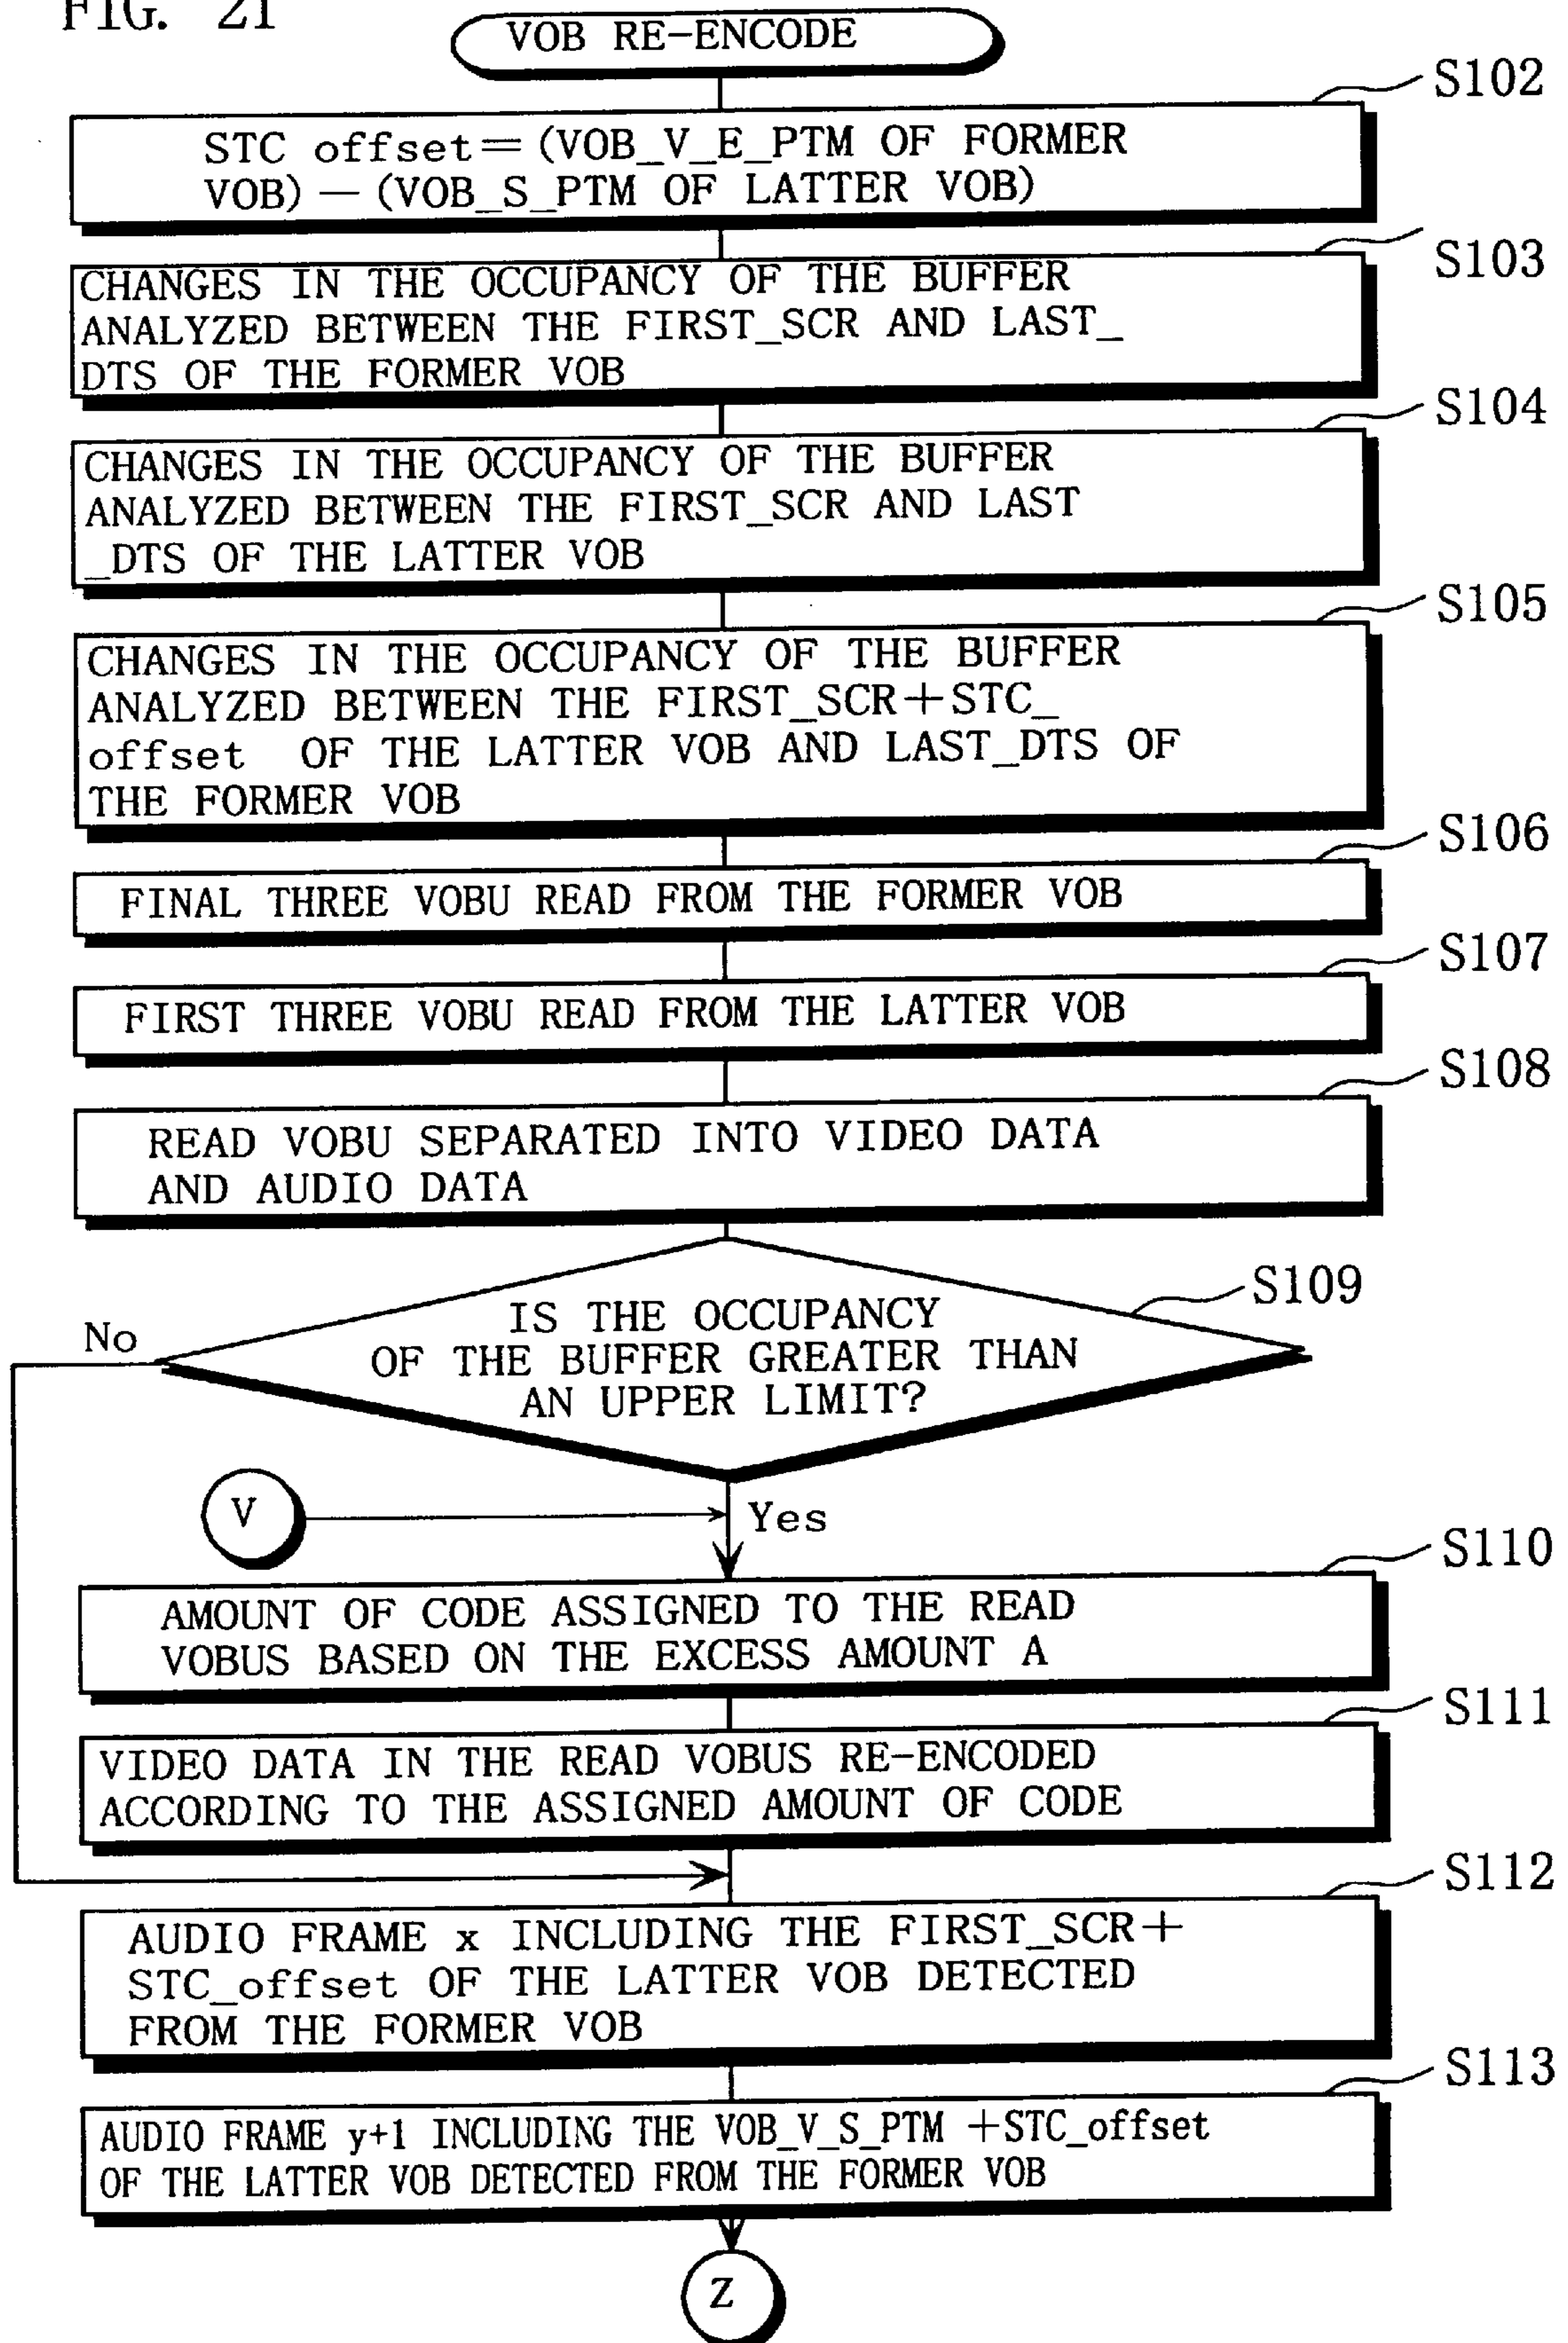 FIG. 21
VOB RE-ENCODE
S102
STC offset=(VOB_V_E_PTM OF FORMER
VOB)—(VOB_S_PTM OF LATTER VOB)
S103
CHANGES IN THE OCCUPANCY OF THE BUFFER
ANALYZED BETWEEN THE FIRST_SCR AND LAST_
DTS OF THE FORMER VOB
S104
CHANGES IN THE OCCUPANCY OF THE BUFFER
ANALYZED BETWEEN THE FIRST_SCR AND LAST
_DTS OF THE LATTER VOB
S105
CHANGES IN THE OCCUPANCY OF THE BUFFER
ANALYZED BETWEEN THE FIRST_SCR+STC_
offset OF THE LATTER VOB AND LAST_DTS OF
THE FORMER VOB
S106
FINAL THREE VOBU READ FROM THE FORMER VOB
S107
FIRST THREE VOBU READ FROM THE LATTER VOB
S108
READ VOBU SEPARATED INTO VIDEO DATA
AND AUDIO DATA
S109
IS THE OCCUPANCY
OF THE BUFFER GREATER THAN
AN UPPER LIMIT?
No
V
Yes
S110
AMOUNT OF CODE ASSIGNED TO THE READ
VOBUS BASED ON THE EXCESS AMOUNT A
S111
VIDEO DATA IN THE READ VOBUS RE-ENCODED
ACCORDING TO THE ASSIGNED AMOUNT OF CODE
S112
AUDIO FRAME x INCLUDING THE FIRST_SCR+
STC_offset OF THE LATTER VOB DETECTED
FROM THE FORMER VOB
S113
AUDIO FRAME y+1 INCLUDING THE VOB_V_S_PTM +STC_offset
OF THE LATTER VOB DETECTED FROM THE FORMER VOB
Z